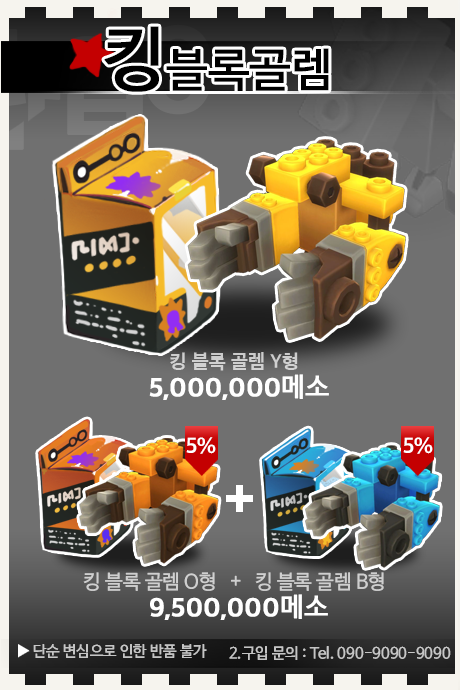 킹블록골렘
킹 블록 골렘 Y형
5,000,000메소
5%
5%
+
킹 블록 골렘 O형 + 킹 블록 골렘 B형
9,500,000메소
▶단순 변심으로 인한 반품 불가 2.구입 문의 : Tel. 090-9090-9090